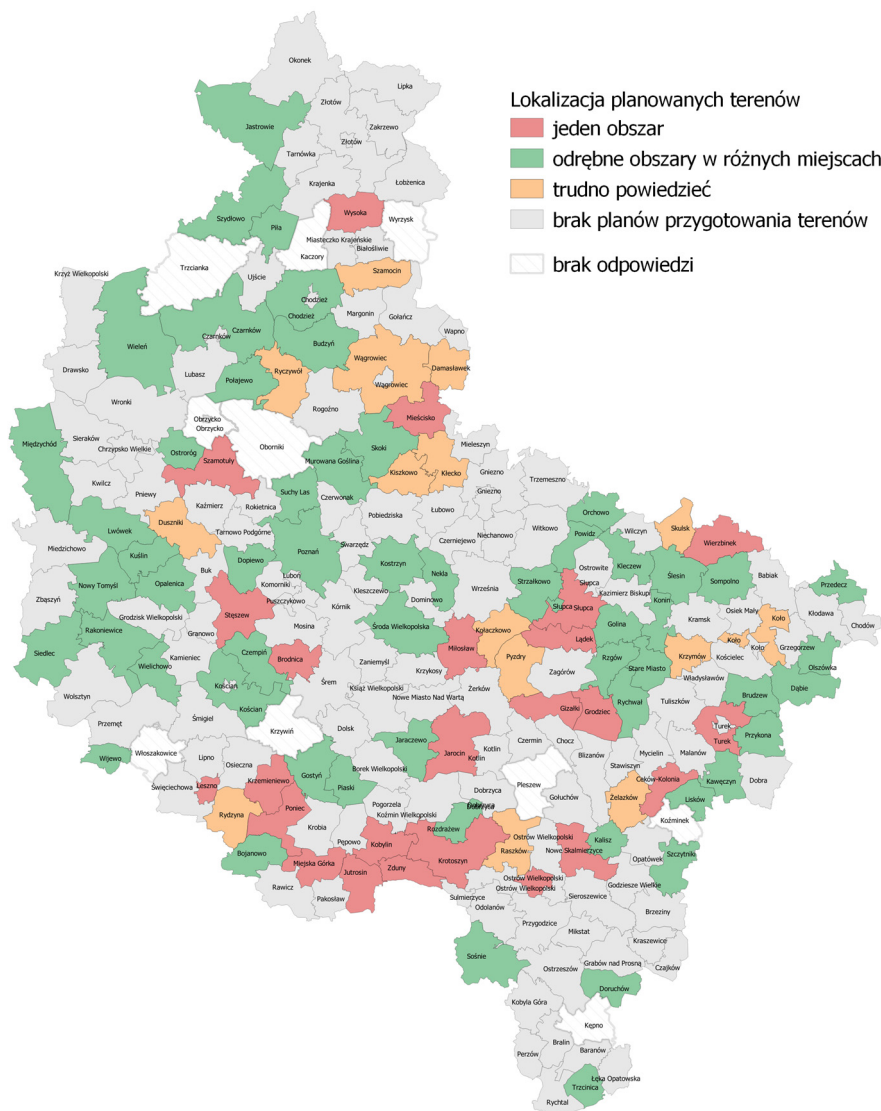 Lokalizacja planowanych terenów
jeden obszar
odrębne obszary w różnych miejscach
trudno powiedzieć
brak planów przygotowania terenów
brak odpowiedzi
Okonek
Lipka
Złotów
Jastrowie
Zakrzewo
Złotów
Tarnówka
Krajenka
Łobżenica
Szydłowo
Piła
Wysoka
Wyrzysk
Miasteczko Krajeńskie
Białośliwie
Kaczory
Trzcianka
Krzyż Wielkopolski
Ujście
Szamocin
Chodzież
Chodzież
Margonin
Gołańcz
Wapno
Wieleń
Czarnków
Czarnków
Budzyń
Drawsko
Lubasz
Połajewo
Ryczywół
Wągrowiec
Wągrowiec
Damasławek
Wronki
Rogoźno
Mieścisko
Obrzycko
Obrzycko
Oborniki
Międzychód
Sieraków
Chrzypsko Wielkie
Ostroróg
Szamotuły
Murowana Goślina
Skoki
Mieleszyn
Kiszkowo
Kłecko
Gniezno
Gniezno
Trzemeszno
Kwilcz
Pniewy
Kaźmierz
Rokietnica
Suchy Las
Czerwonak
Pobiedziska
Łubowo
Orchowo
Lwówek
Duszniki
Tarnowo Podgórne
Swarzędz
Czerniejewo
Niechanowo
Witkowo
Powidz
Wilczyn
Skulsk
Wierzbinek
Miedzichowo
Kuślin
Poznań
Buk
Dopiewo
Luboń
Komorniki
Kostrzyn
Nekla
Ostrowite
Kleczew
Ślesin
Sompolno
Babiak
Przedecz
Zbąszyń
Nowy Tomyśl
Opalenica
Stęszew
Puszczykowo
Kleszczewo
Dominowo
Września
Strzałkowo
Słupca
Słupca
Słupca
Kazimierz Biskupi
Konin
Kramsk
Osiek Mały
Kłodawa
Chodów
Grodzisk Wielkopolski
Granowo
Mosina
Kórnik
Środa Wielkopolska
Miłosław
Kołaczkowo
Lądek
Golina
Koło
Koło
Koło
Grzegorzew
Olszówka
Siedlec
Rakoniewice
Wielichowo
Kamieniec
Czempiń
Brodnica
Zaniemyśl
Krzykosy
Pyzdry
Zagórów
Rzgów
Stare Miasto
Krzymów
Kościelec
Władysławów
Dąbie
Wolsztyn
Kościan
Kościan
Śrem
Książ Wielkopolski
Nowe Miasto Nad Wartą
Żerków
Gizałki
Grodziec
Rychwał
Tuliszków
Brudzew
Przemęt
Śmigiel
Krzywiń
Dolsk
Jaraczewo
Jarocin
Kotlin
Kotlin
Czermin
Chocz
Blizanów
Stawiszyn
Mycielin
Malanów
Turek
Turek
Przykona
Wijewo
Włoszakowice
Lipno
Osieczna
Święciechowa
Leszno
Krzemieniewo
Gostyń
Piaski
Borek Wielkopolski
Pleszew
Gołuchów
Żelazków
Ceków-Kolonia
Kawęczyn
Dobra
Lisków
Koźminek
Rydzyna
Poniec
Krobia
Pogorzela
Koźmin Wielkopolski
Dobrzyca
Rozdrażew
Ostrów Wielkopolski
Raszków
Nowe Skalmierzyce
Kalisz
Opatówek
Szczytniki
Bojanowo
Pępowo
Kobylin
Miejska Górka
Jutrosin
Zduny
Krotoszyn
Ostrów Wielkopolski
Ostrów Wielkopolski
Godziesze Wielkie
Rawicz
Pakosław
Sulmierzyce
Odolanów
Sieroszewice
Brzeziny
Przygodzice
Mikstat
Kraszewice
Sośnie
Ostrzeszów
Grabów nad Prosną
Czajków
Doruchów
Kobyla Góra
Kępno
Perzów
Bralin
Baranów
Łęka Opatowska
Trzcinica
Rychtal